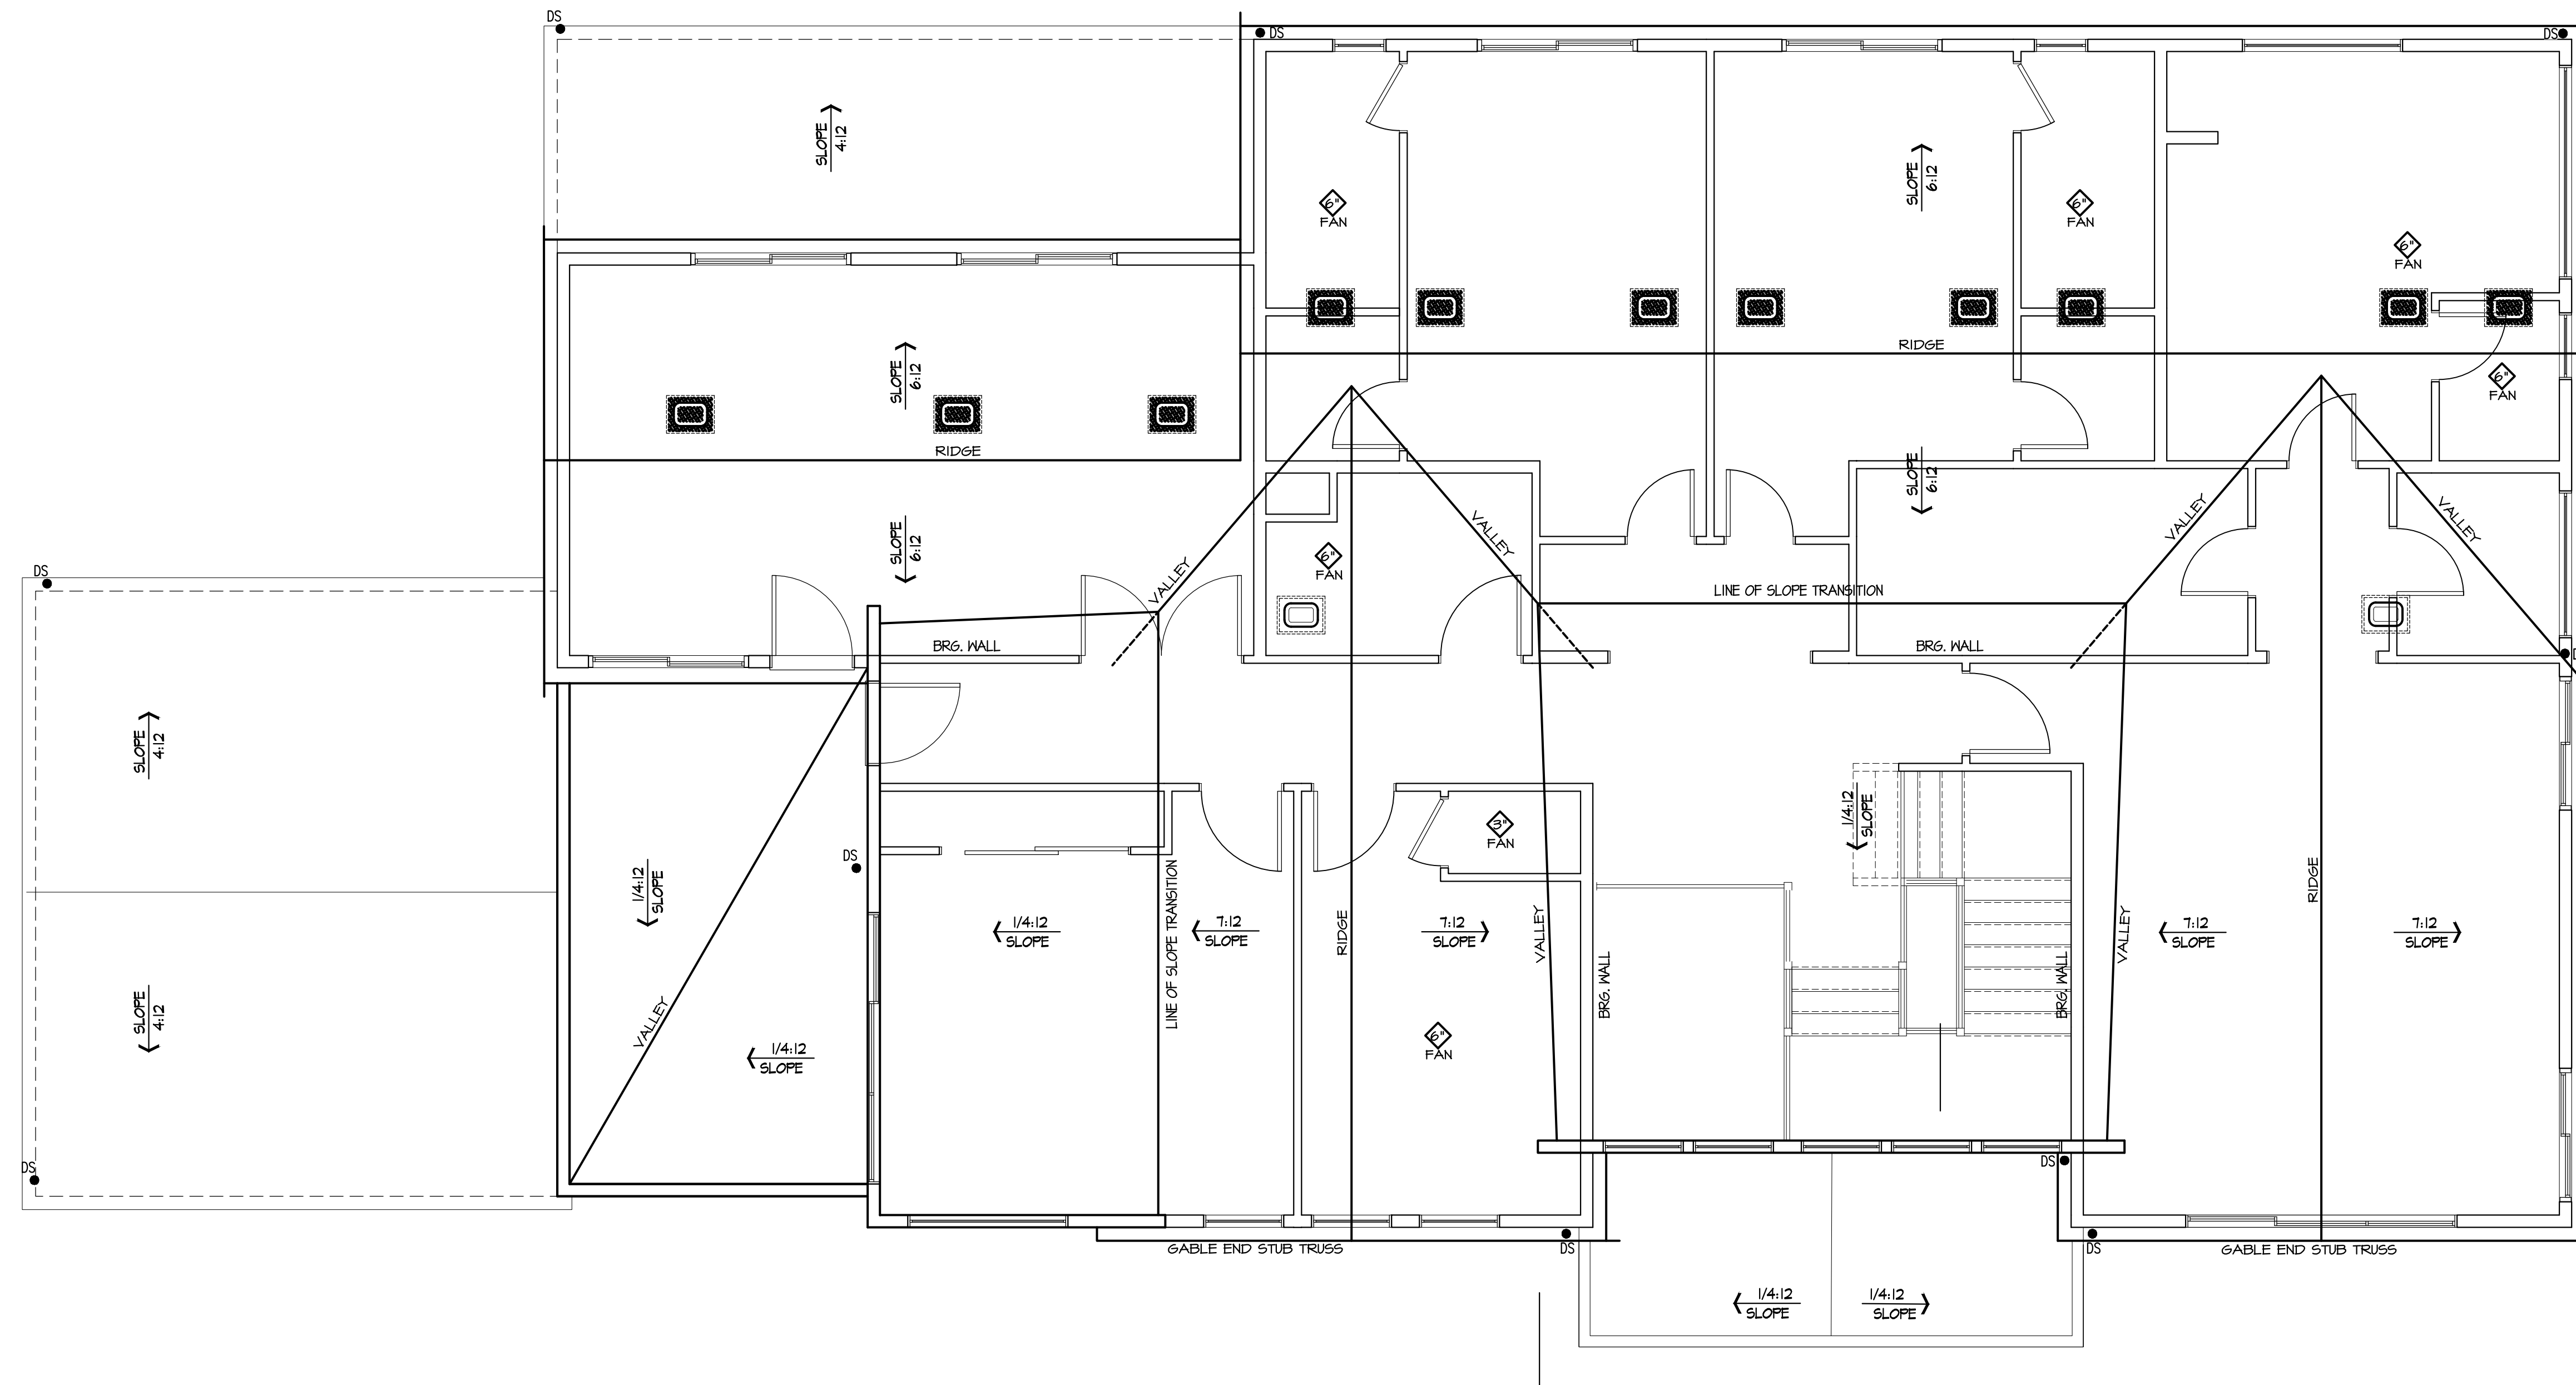 DS
DS
DS
SLOPE
4:12
SLOPE
6:12
6"
FAN
6"
FAN
6"
FAN
RIDGE
SLOPE
6:12
6"
FAN
RIDGE
SLOPE
6:12
VALLEY
VALLEY
VALLEY
VALLEY
SLOPE
6:12
6"
FAN
DS
VALLEY
LINE OF SLOPE TRANSITION
BRG. WALL
BRG. WALL
SLOPE
4:12
1/4:12
SLOPE
3"
FAN
DS
1/4:12
SLOPE
LINE OF SLOPE TRANSITION
1/4:12
SLOPE
7:12
SLOPE
RIDGE
7:12
SLOPE
VALLEY
BRG. WALL
BRG. WALL
VALLEY
7:12
SLOPE
RIDGE
7:12
SLOPE
SLOPE
4:12
VALLEY
1/4:12
SLOPE
6"
FAN
DS
DS
DS
DS
GABLE END STUB TRUSS
GABLE END STUB TRUSS
1/4:12
SLOPE
1/4:12
SLOPE